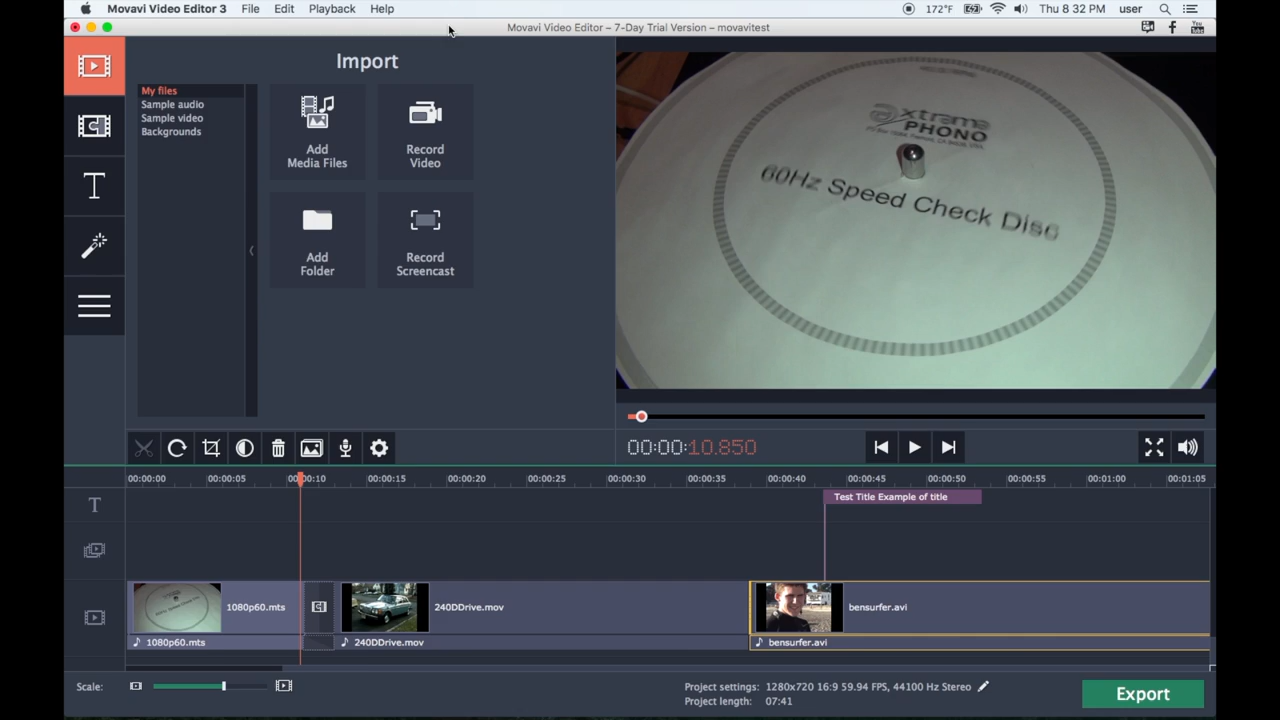 Movavi Video Editor 3 File Edit Playback Help 172°F Thu 8 32 PM user
Movavi Video Editor – 7-Day Trial Version – movavitest
Import
My files
Sample audio
Sample video
Backgrounds
Add
Media Files
Record
Video
Add
Folder
Record
Screencast
xtreme
PHONO
60Hz Speed Check Disc
00:00:10.850
00:00:00 00:00:05 00:00:10 00:00:15 00:00:20 00:00:25 00:00:30 00:00:35 00:00:40 00:00:45 00:00:50 00:00:55 00:01:00 00:01:05
T
Test Title Example of title
1080p60.mts
240DDrive.mov
bensurfer.avi
1080p60.mts
240DDrive.mov
bensurfer.avi
Scale:
Project settings: 1280x720 16:9 59.94 FPS, 44100 Hz Stereo
Project length: 07:41
Export